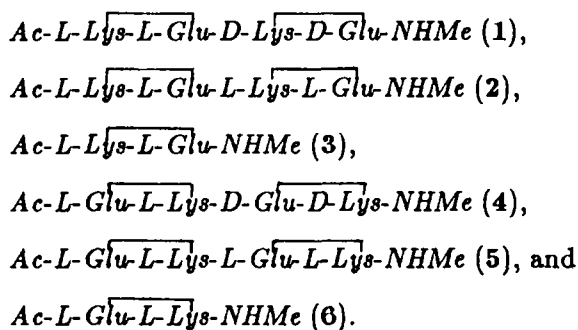 Ac-L-Lys-L-Glu-D-Lys-D-Glu-NHMe (1),
Ac-L-Lys-L-Glu-L-Lys-L-Glu-NHMe (2),
Ac-L-Lys-L-Glu-NHMe (3),
Ac-L-Glu-L-Lys-D-Glu-D-Lys-NHMe (4),
Ac-L-Glu-L-Lys-L-Glu-L-Lys-NHMe (5), and
Ac-L-Glu-L-Lys-NHMe (6).